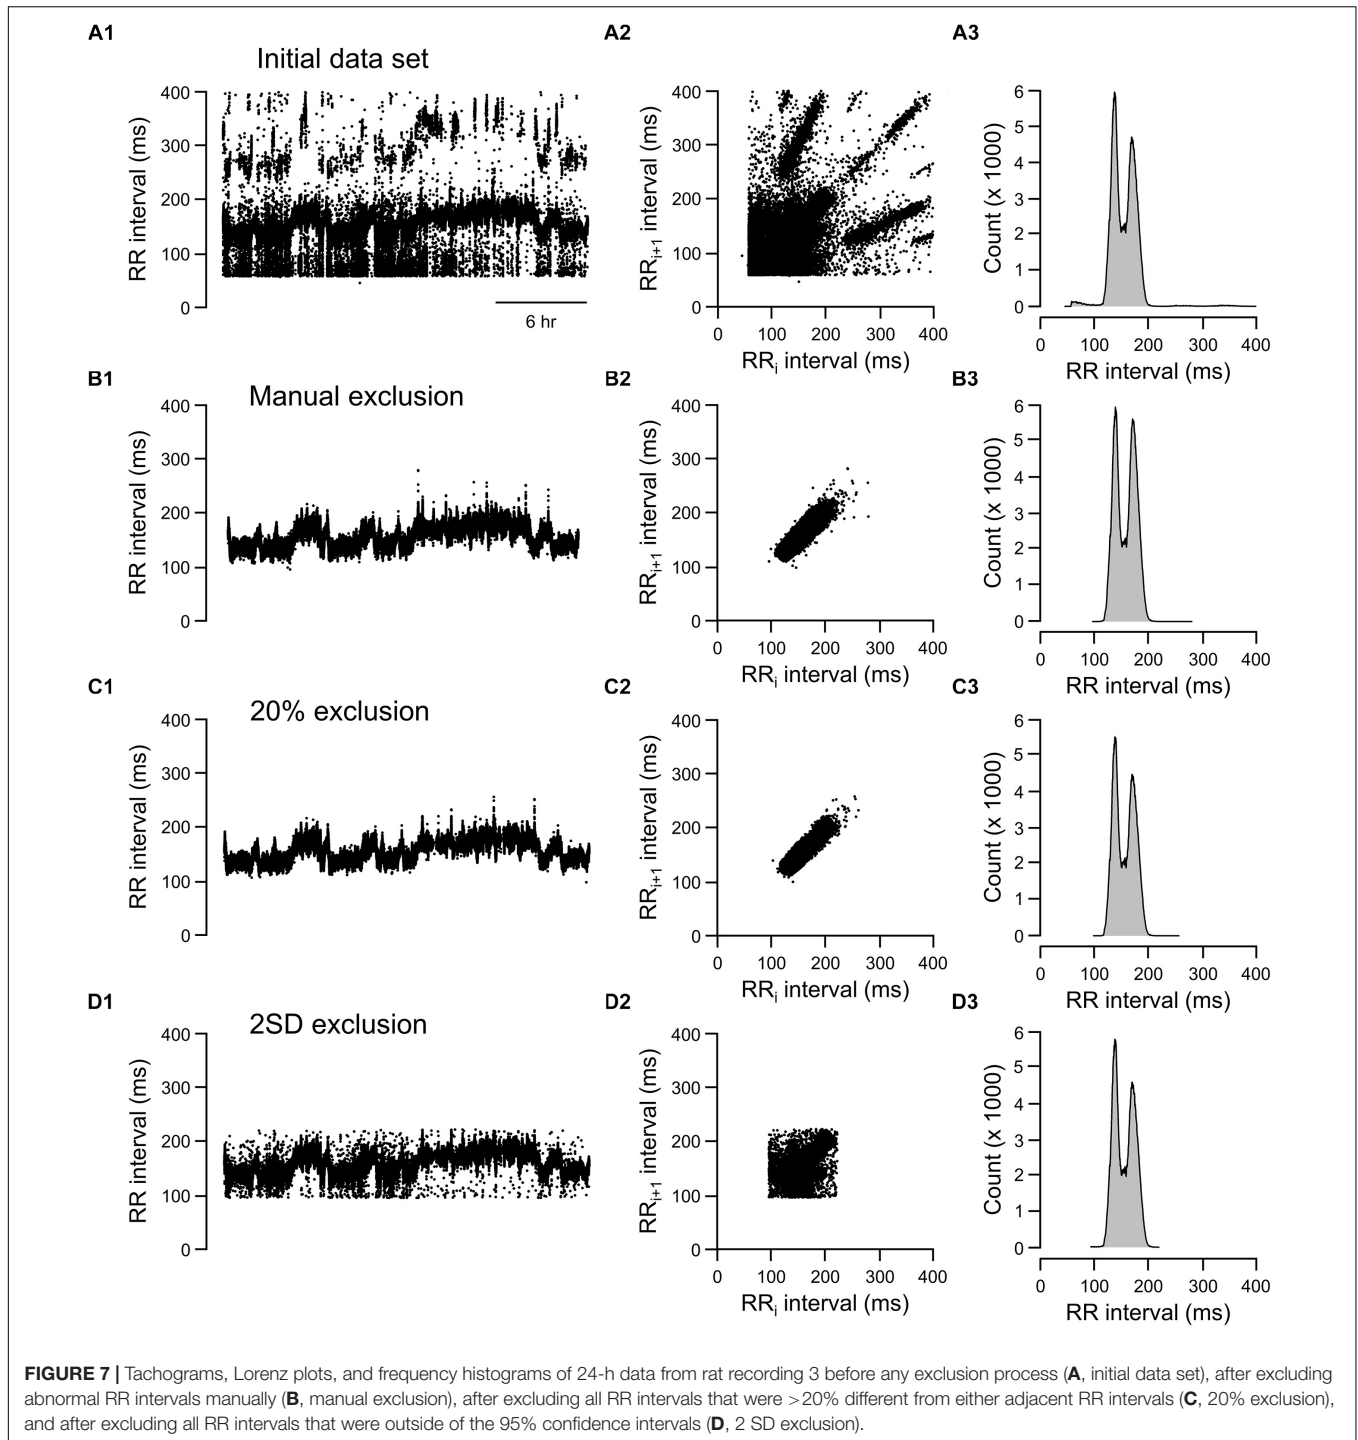 A1
A2
A3
Initial data set
RR interval (ms)
400
300
200
100
0
6 hr
RRi+1 interval (ms)
400
300
200
100
0
0 100 200 300 400
RRi interval (ms)
Count (x 1000)
6
5
4
3
2
1
0
0 100 200 300 400
RR interval (ms)
B1
B2
B3
Manual exclusion
RR interval (ms)
400
300
200
100
0
RRi+1 interval (ms)
400
300
200
100
0
0 100 200 300 400
RRi interval (ms)
Count (x 1000)
6
5
4
3
2
1
0
0 100 200 300 400
RR interval (ms)
C1
C2
C3
20% exclusion
RR interval (ms)
400
300
200
100
0
RRi+1 interval (ms)
400
300
200
100
0
0 100 200 300 400
RRi interval (ms)
Count (x 1000)
6
5
4
3
2
1
0
0 100 200 300 400
RR interval (ms)
D1
D2
D3
2SD exclusion
RR interval (ms)
400
300
200
100
0
RRi+1 interval (ms)
400
300
200
100
0
0 100 200 300 400
RRi interval (ms)
Count (x 1000)
6
5
4
3
2
1
0
0 100 200 300 400
RR interval (ms)
FIGURE 7 | Tachograms, Lorenz plots, and frequency histograms of 24-h data from rat recording 3 before any exclusion process (A, initial data set), after excluding
abnormal RR intervals manually (B, manual exclusion), after excluding all RR intervals that were >20% different from either adjacent RR intervals (C, 20% exclusion),
and after excluding all RR intervals that were outside of the 95% confidence intervals (D, 2 SD exclusion).